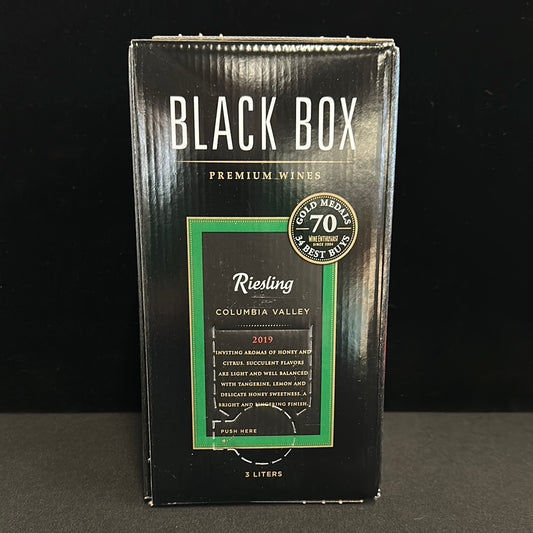 BLACK BOX
PREMIUM WINES
GOLD MEDALS
70
WINE ENTHUSIAST
SINCE 2004
34 BEST BUYS
Riesling
COLUMBIA VALLEY
2019
INVITING AROMAS OF HONEY AND
CITRUS. SUCCULENT FLAVORS
ARE LIGHT AND WELL BALANCED
WITH TANGERINE, LEMON AND
DELICATE HONEY SWEETNESS. A
BRIGHT AND LINGERING FINISH.
PUSH HERE
3 LITERS